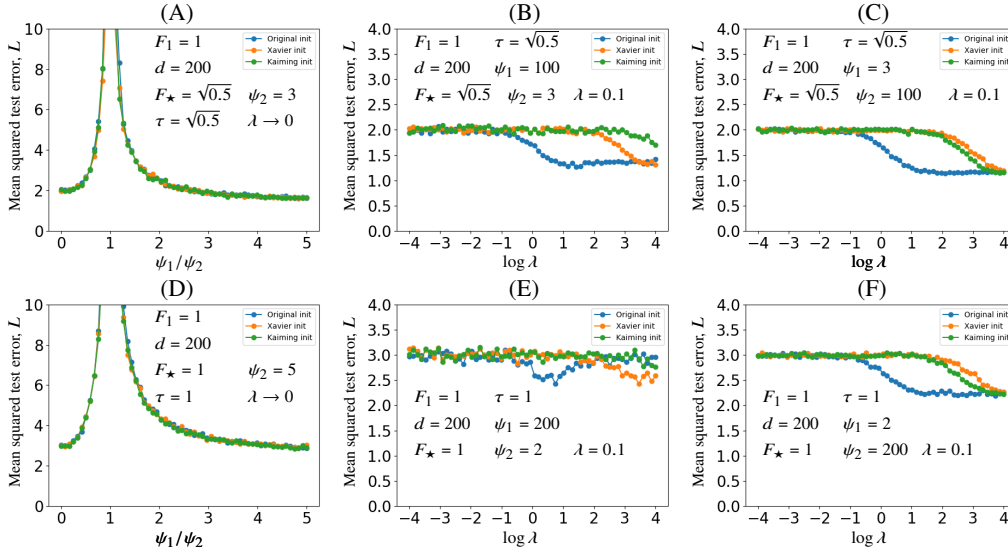 (A)
Mean squared test error, L
10
8
6
4
2
0
0 1 2 3 4 5
ψ₁/ψ₂
F₁ = 1
d = 200
F★ = √0.5 ψ₂ = 3
τ = √0.5 λ → 0
Original init
Xavier init
Kaiming init
(B)
Mean squared test error, L
4.0
3.5
3.0
2.5
2.0
1.5
1.0
0.5
0.0
−4 −3 −2 −1 0 1 2 3 4
log λ
F₁ = 1 τ = √0.5
d = 200 ψ₁ = 100
F★ = √0.5 ψ₂ = 3 λ = 0.1
Original init
Xavier init
Kaiming init
(C)
Mean squared test error, L
4.0
3.5
3.0
2.5
2.0
1.5
1.0
0.5
0.0
−4 −3 −2 −1 0 1 2 3 4
log λ
F₁ = 1 τ = √0.5
d = 200 ψ₁ = 3
F★ = √0.5 ψ₂ = 100 λ = 0.1
Original init
Xavier init
Kaiming init
(D)
Mean squared test error, L
10
8
6
4
2
0 1 2 3 4 5
ψ₁/ψ₂
F₁ = 1
d = 200
F★ = 1 ψ₂ = 5
τ = 1 λ → 0
Original init
Xavier init
Kaiming init
(E)
Mean squared test error, L
4.0
3.5
3.0
2.5
2.0
1.5
1.0
0.5
0.0
−4 −3 −2 −1 0 1 2 3 4
log λ
F₁ = 1 τ = 1
d = 200 ψ₁ = 200
F★ = 1 ψ₂ = 2 λ = 0.1
Original init
Xavier init
Kaiming init
(F)
Mean squared test error, L
4.0
3.5
3.0
2.5
2.0
1.5
1.0
0.5
0.0
−4 −3 −2 −1 0 1 2 3 4
log λ
F₁ = 1 τ = 1
d = 200 ψ₁ = 2
F★ = 1 ψ₂ = 200 λ = 0.1
Original init
Xavier init
Kaiming init